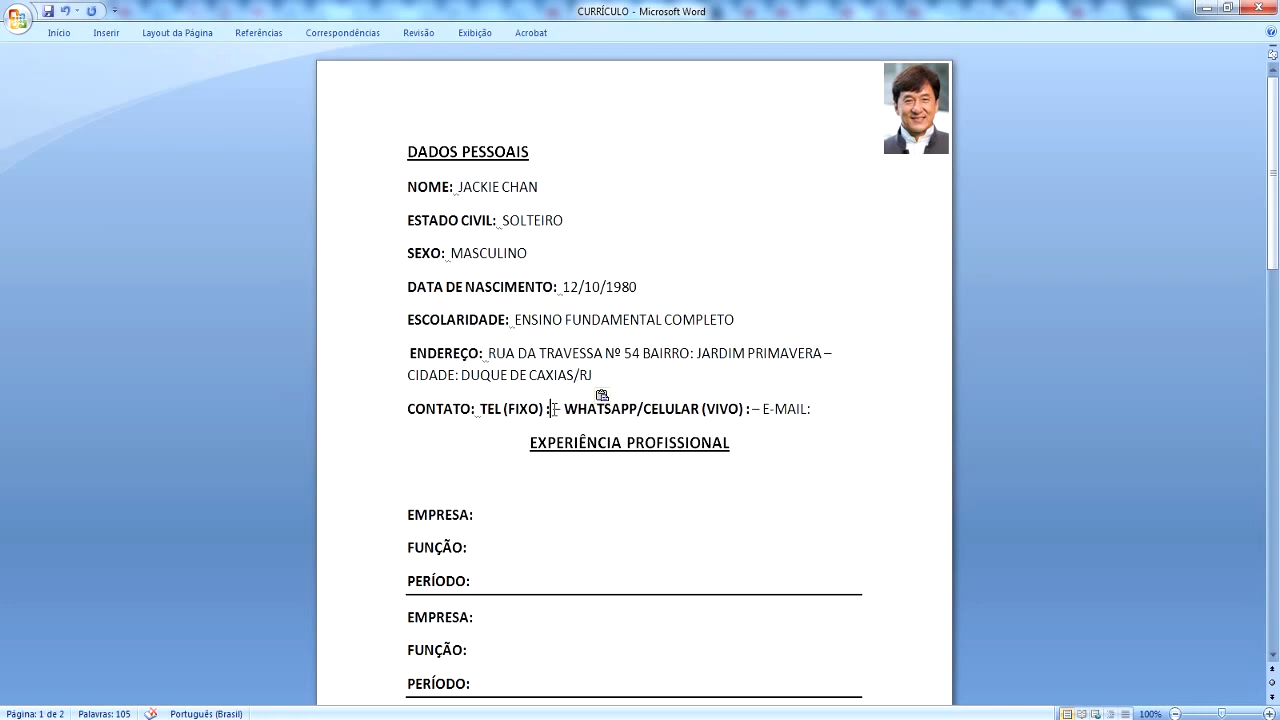 CURRÍCULO - Microsoft Word
Início Inserir Layout da Página Referências Correspondências Revisão Exibição Acrobat
DADOS PESSOAIS
NOME: JACKIE CHAN
ESTADO CIVIL: SOLTEIRO
SEXO: MASCULINO
DATA DE NASCIMENTO: 12/10/1980
ESCOLARIDADE: ENSINO FUNDAMENTAL COMPLETO
ENDEREÇO: RUA DA TRAVESSA Nº 54 BAIRRO: JARDIM PRIMAVERA –
CIDADE: DUQUE DE CAXIAS/RJ
CONTATO: TEL (FIXO) : – WHATSAPP/CELULAR (VIVO) : – E-MAIL:
EXPERIÊNCIA PROFISSIONAL
EMPRESA:
FUNÇÃO:
PERÍODO:
EMPRESA:
FUNÇÃO:
PERÍODO:
Página: 1 de 2 Palavras: 105 Português (Brasil) 100%